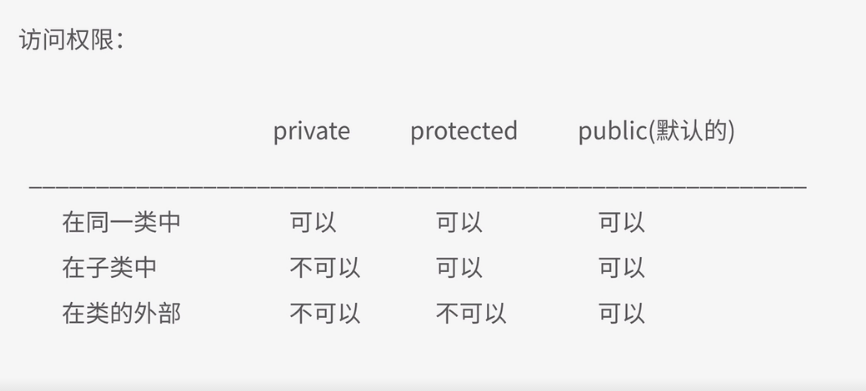 访问权限：
private protected public(默认的)
————————————————————————————————————————
在同一类中 可以 可以 可以
在子类中 不可以 可以 可以
在类的外部 不可以 不可以 可以